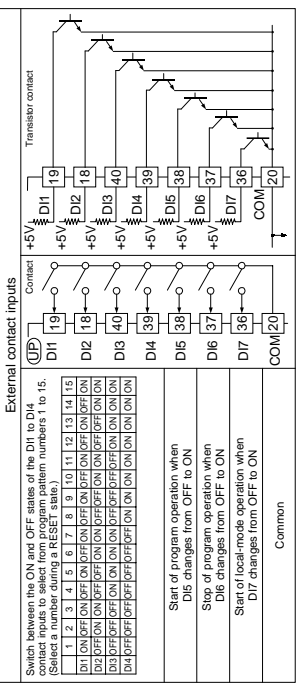 External contact inputs
Switch between the ON and OFF states of the DI1 to DI4
contact inputs to select from program pattern numbers 1 to 15.
(Select a number during a RESET state.)
1 2 3 4 5 6 7 8 9 10 11 12 13 14 15
DI1 ON OFF ON OFF ON OFF ON OFF ON OFF ON OFF ON OFF ON
DI2 OFF ON ON OFF OFF ON ON OFF OFF ON ON OFF OFF ON ON
DI3 OFF OFF OFF ON ON ON ON OFF OFF OFF OFF ON ON ON ON
DI4 OFF OFF OFF OFF OFF OFF OFF ON ON ON ON ON ON ON ON
Start of program operation when
DI5 changes from OFF to ON
Stop of program operation when
DI6 changes from OFF to ON
Start of local-mode operation when
DI7 changes from OFF to ON
Common
UP
Contact
DI1 19
DI2 18
DI3 40
DI4 39
DI5 38
DI6 37
DI7 36
COM 20
Transistor contact
+5V DI1 19
+5V DI2 18
+5V DI3 40
+5V DI4 39
+5V DI5 38
+5V DI6 37
+5V DI7 36
COM 20